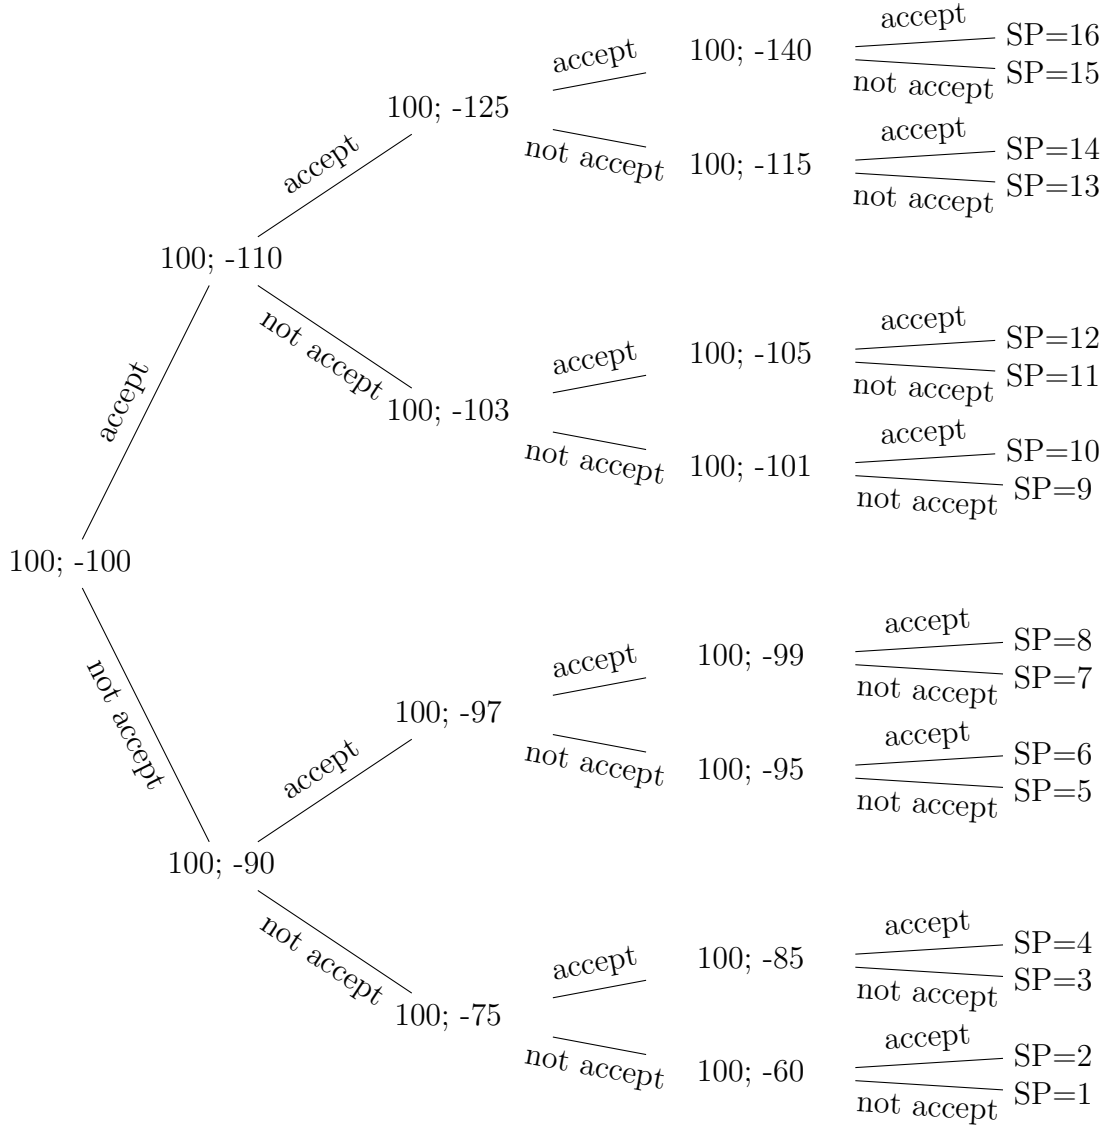 accept
SP=16
100; -140
accept
SP=15
not accept
100; -125
accept
not accept
SP=14
100; -115
accept
SP=13
not accept
100; -110
accept
SP=12
100; -105
not accept
accept
SP=11
not accept
100; -103
accept
accept
SP=10
not accept
100; -101
SP=9
not accept
100; -100
accept
SP=8
accept
100; -99
SP=7
not accept
not accept
100; -97
accept
accept
SP=6
not accept
100; -95
SP=5
not accept
100; -90
accept
SP=4
not accept
accept
100; -85
SP=3
not accept
100; -75
accept
SP=2
not accept
100; -60
SP=1
not accept